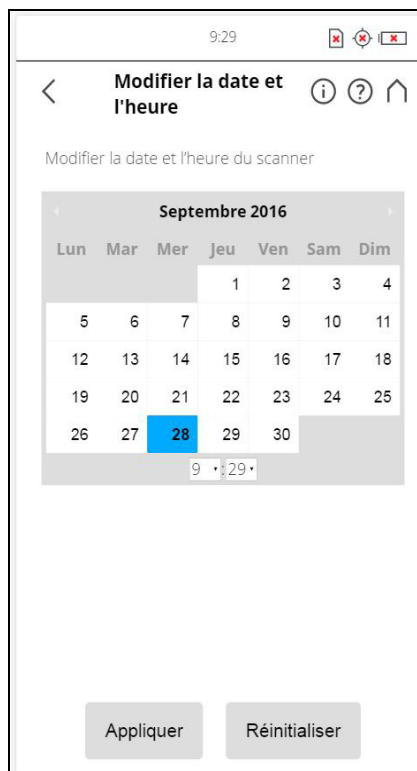 9:29
Modifier la date et
l'heure
Modifier la date et l'heure du scanner
Septembre 2016
Lun Mar Mer Jeu Ven Sam Dim
1 2 3 4
5 6 7 8 9 10 11
12 13 14 15 16 17 18
19 20 21 22 23 24 25
26 27 28 29 30
9 : 29
Appliquer Réinitialiser